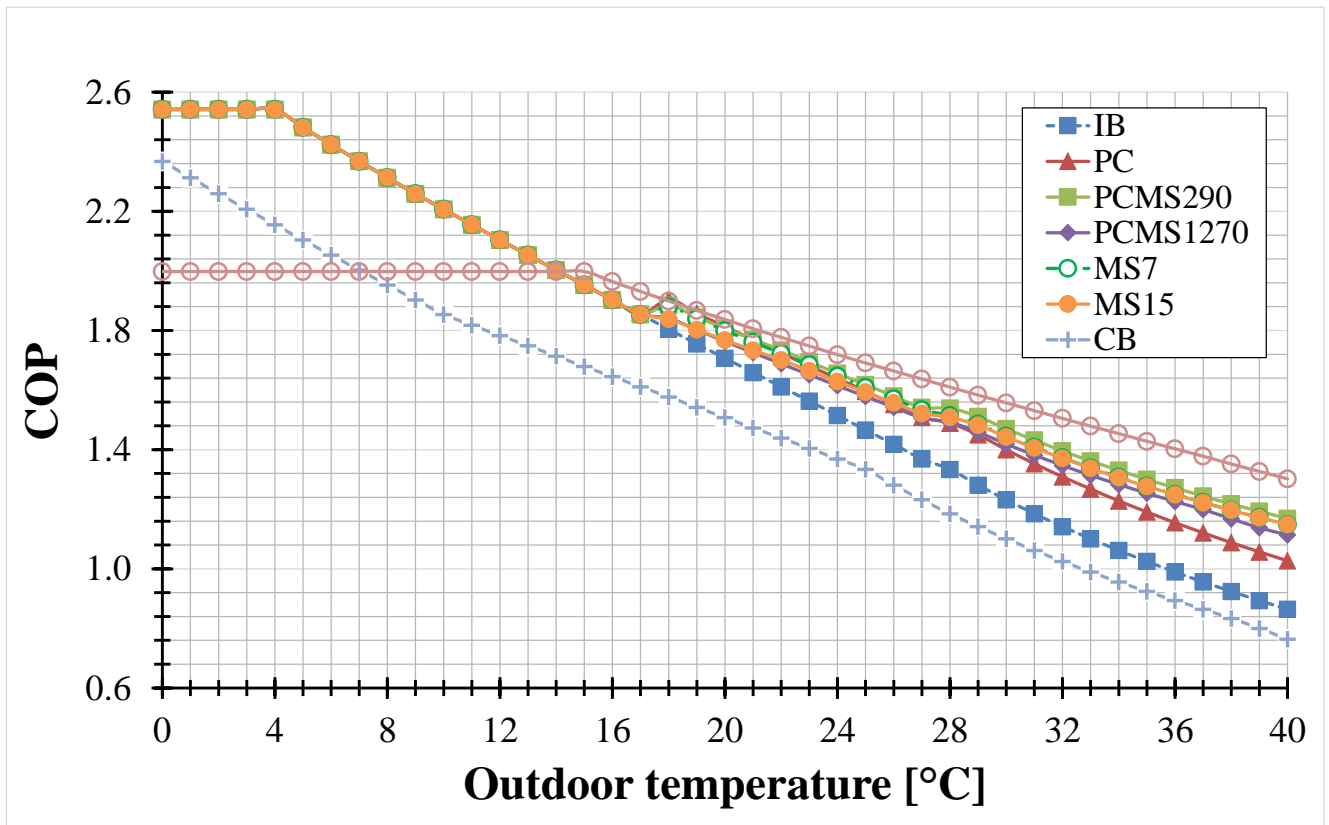 COP
2.6
2.2
1.8
1.4
1.0
0.6
IB
PC
PCMS290
PCMS1270
MS7
MS15
CB
0 4 8 12 16 20 24 28 32 36 40
Outdoor temperature [°C]